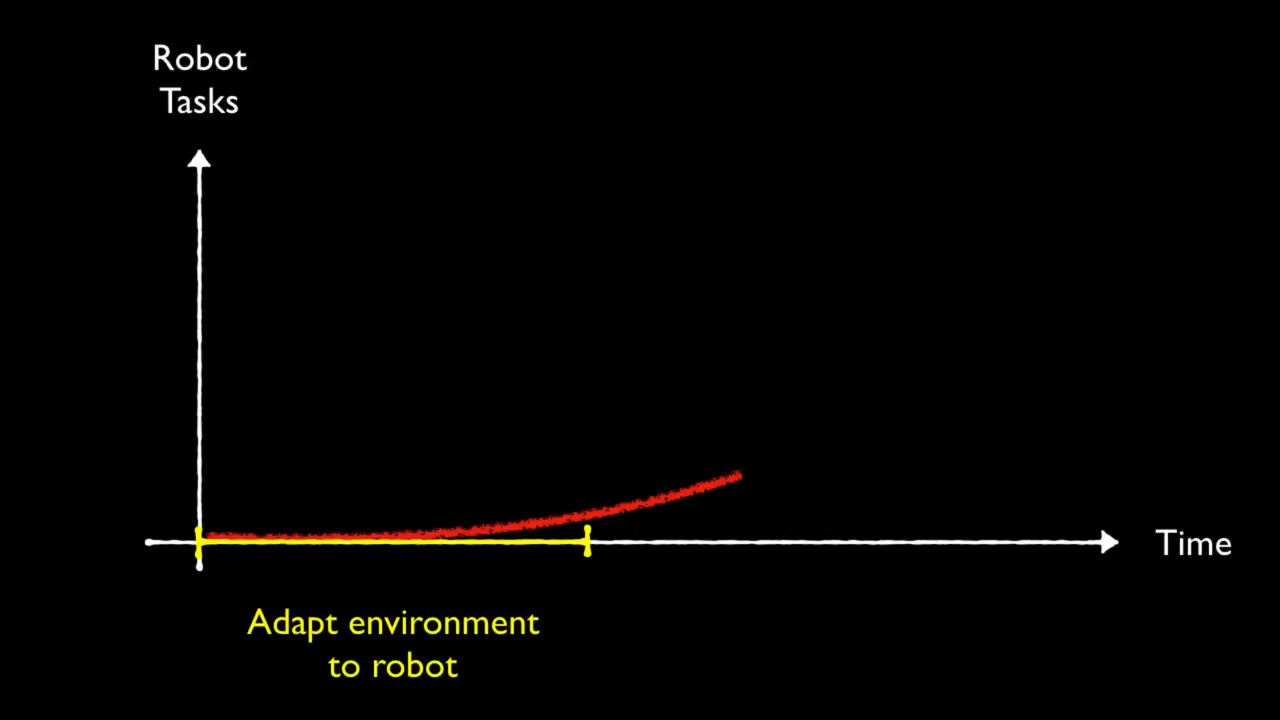 Robot
Tasks
Time
Adapt environment
to robot